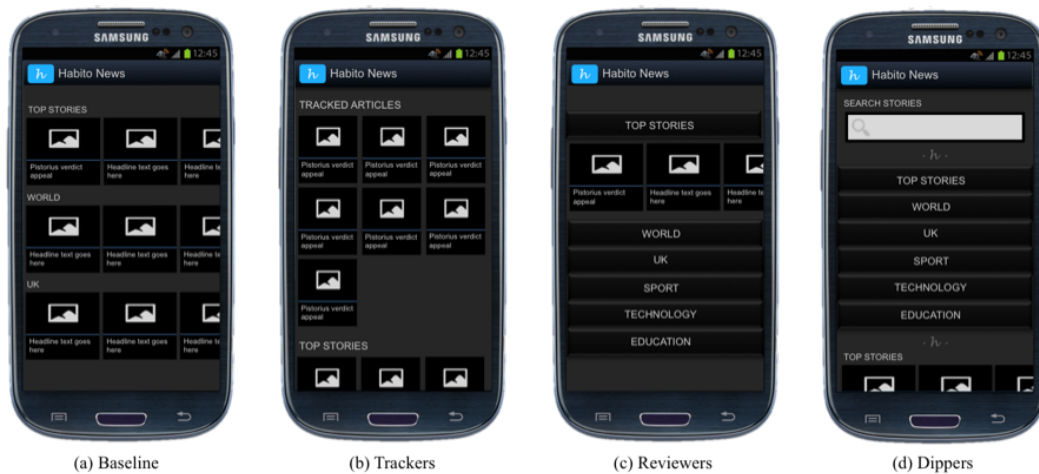 SAMSUNG
12:45
h Habito News
TOP STORIES
Pistorius verdict
appeal
Headline text goes
here
Headline te
here
WORLD
Headline text goes
here
Headline text goes
here
Headline te
here
UK
Headline text goes
here
Headline text goes
here
Headline te
here
(a) Baseline
SAMSUNG
12:45
h Habito News
TRACKED ARTICLES
Pistorius verdict
appeal
Pistorius verdict
appeal
Pistorius verdict
appeal
Pistorius verdict
appeal
Pistorius verdict
appeal
Pistorius verdict
appeal
Pistorius verdict
appeal
TOP STORIES
(b) Trackers
SAMSUNG
12:45
h Habito News
TOP STORIES
Pistorius verdict
appeal
Headline text goes
here
Headline te
here
WORLD
UK
SPORT
TECHNOLOGY
EDUCATION
(c) Reviewers
SAMSUNG
12:45
h Habito News
SEARCH STORIES
- h -
TOP STORIES
WORLD
UK
SPORT
TECHNOLOGY
EDUCATION
- h -
TOP STORIES
(d) Dippers